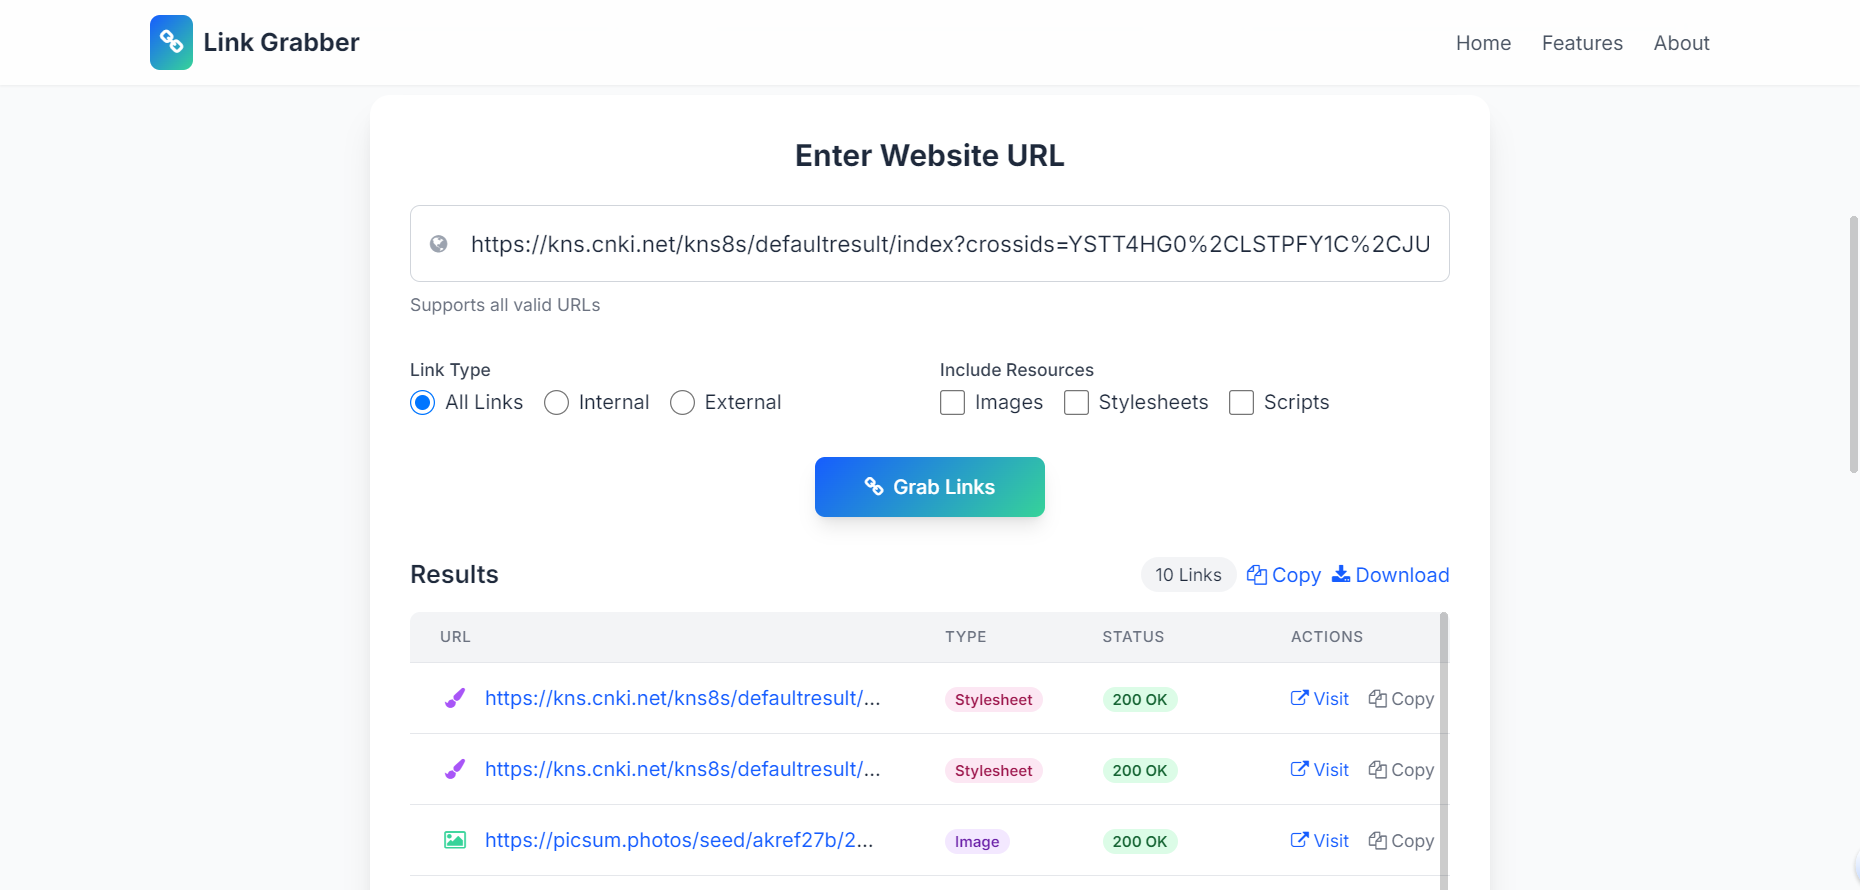 Link Grabber
Home Features About
Enter Website URL
https://kns.cnki.net/kns8s/defaultresult/index?crossids=YSTT4HG0%2CLSTPFY1C%2CJU
Supports all valid URLs
Link Type Include Resources
All Links Internal External Images Stylesheets Scripts
Grab Links
Results 10 Links Copy Download
URL TYPE STATUS ACTIONS
https://kns.cnki.net/kns8s/defaultresult/... Stylesheet 200 OK Visit Copy
https://kns.cnki.net/kns8s/defaultresult/... Stylesheet 200 OK Visit Copy
https://picsum.photos/seed/akref27b/2... Image 200 OK Visit Copy